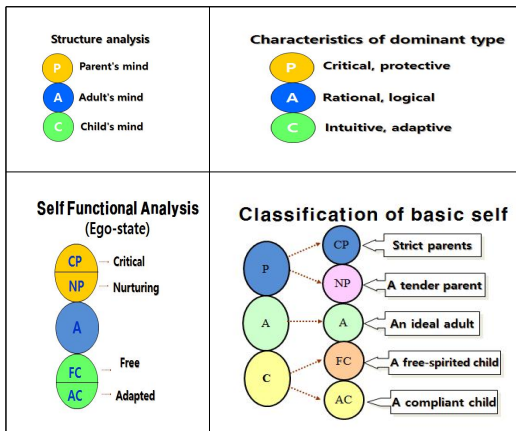 Structure analysis
P Parent's mind
A Adult's mind
C Child's mind
Characteristics of dominant type
P Critical, protective
A Rational, logical
C Intuitive, adaptive
Self Functional Analysis
(Ego-state)
CP Critical
NP Nurturing
A
FC Free
AC Adapted
Classification of basic self
P CP Strict parents
NP A tender parent
A A An ideal adult
C FC A free-spirited child
AC A compliant child